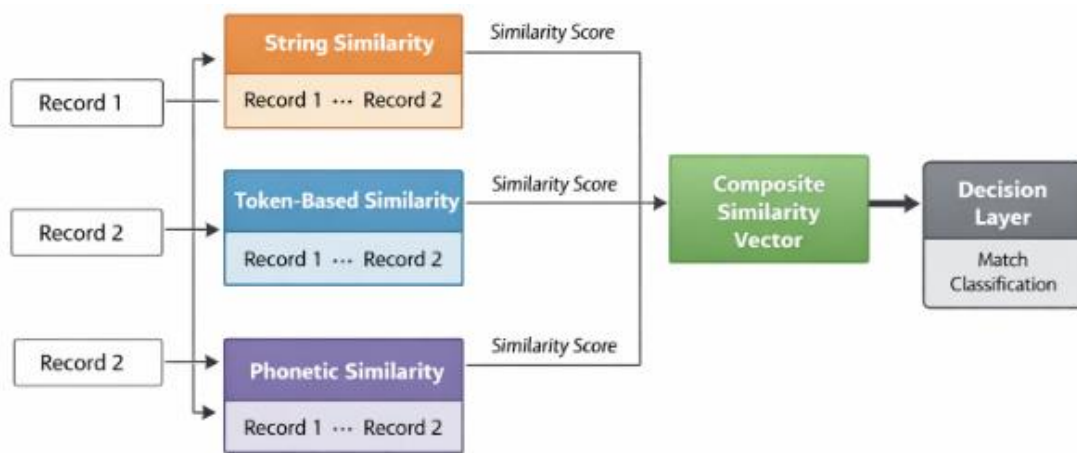 Record 1
Record 2
Record 2
String Similarity
Record 1 ··· Record 2
Token-Based Similarity
Record 1 ··· Record 2
Phonetic Similarity
Record 1 ··· Record 2
Similarity Score
Similarity Score
Similarity Score
Composite
Similarity
Vector
Decision
Layer
Match
Classification